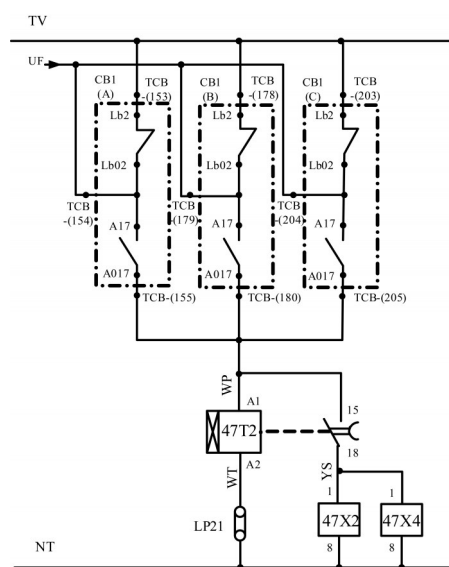 TV
UF
CB1
(A)
TCB
-(153)
CB1
(B)
TCB
-(178)
CB1
(C)
TCB
-(203)
Lb2
Lb2
Lb2
Lb02
Lb02
Lb02
TCB
-(154)
TCB
-(179)
TCB
-(204)
A17
A17
A17
A017
A017
A017
TCB-(155)
TCB-(180)
TCB-(205)
WP
A1
15
47T2
18
WT
A2
YS
1
1
LP21
47X2
47X4
8
8
NT